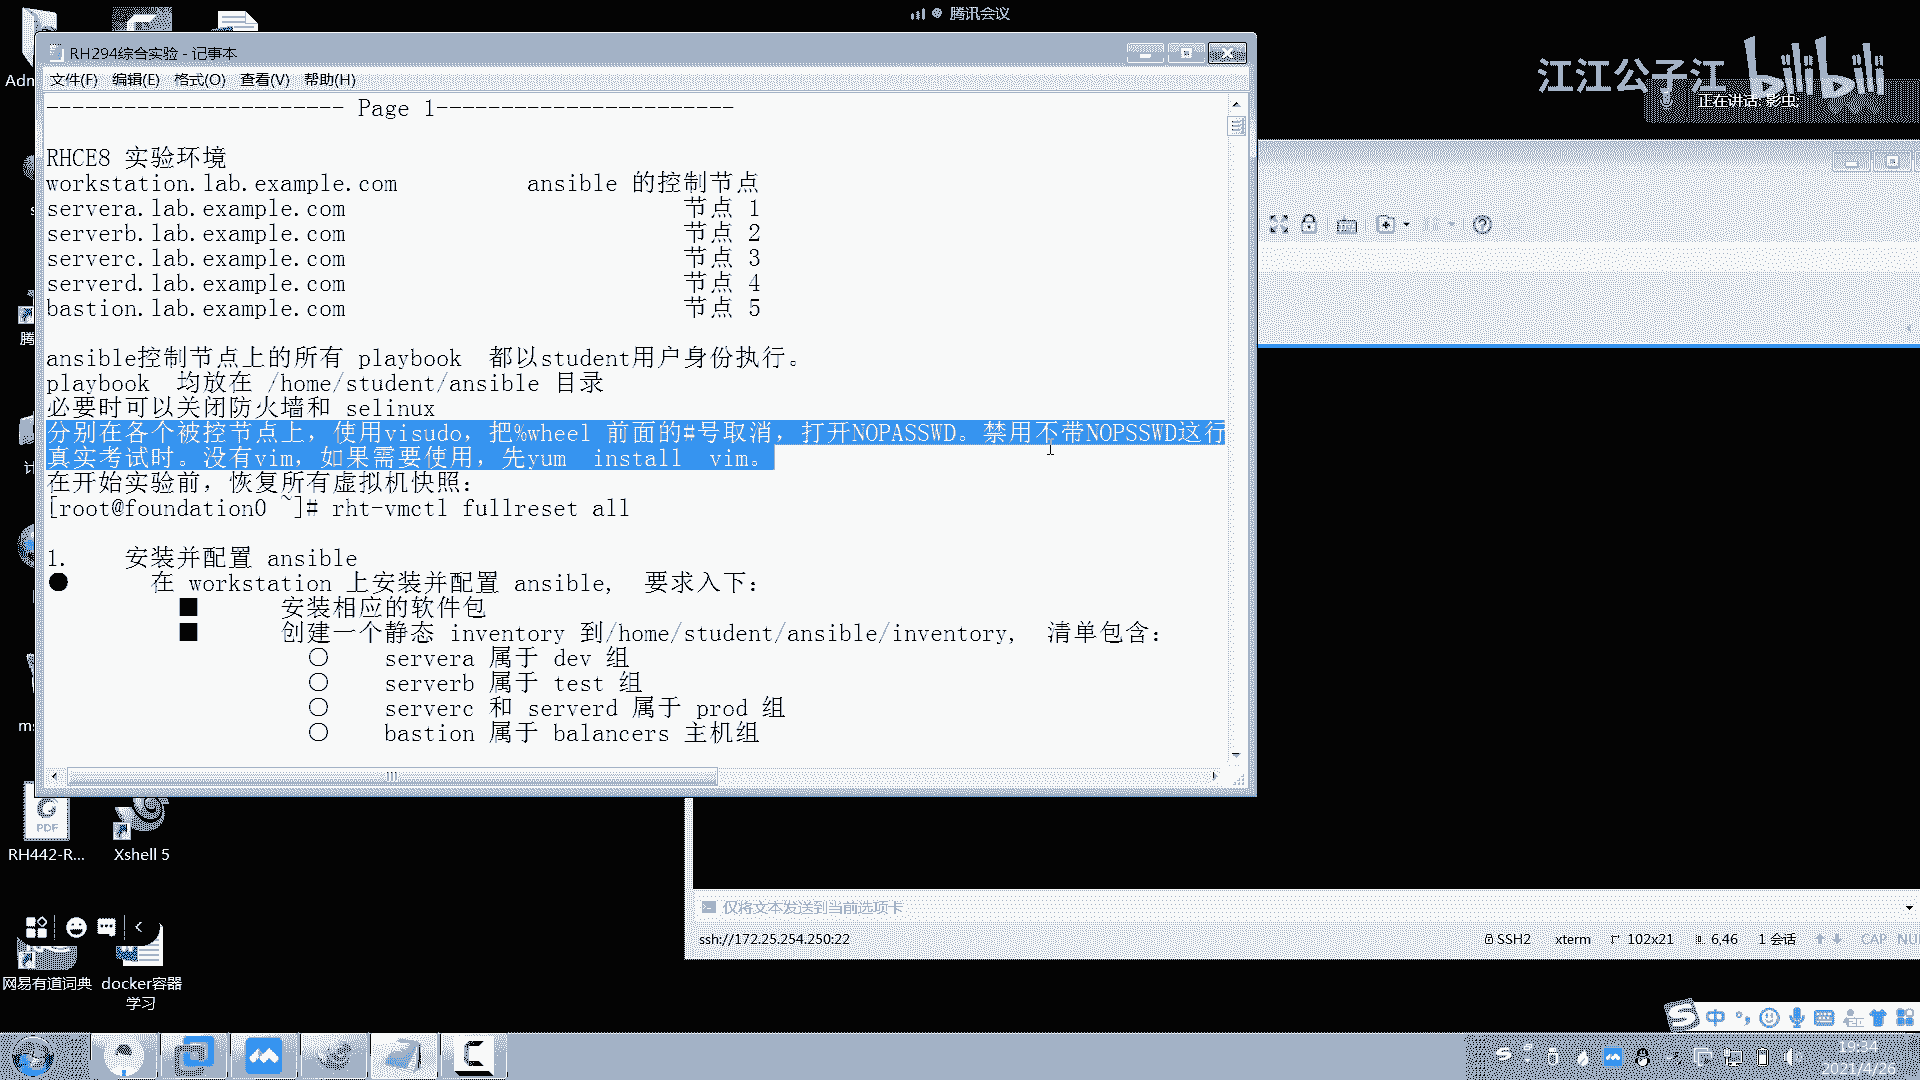 腾讯会议
RH294综合实验 - 记事本
文件(F) 编辑(E) 格式(O) 查看(V) 帮助(H)
----------------------- Page 1-----------------------
RHCE8 实验环境
workstation.lab.example.com ansible 的控制节点
servera.lab.example.com 节点 1
serverb.lab.example.com 节点 2
serverc.lab.example.com 节点 3
serverd.lab.example.com 节点 4
bastion.lab.example.com 节点 5
ansible控制节点上的所有 playbook 都以student用户身份执行。
playbook 均放在 /home/student/ansible 目录
必要时可以关闭防火墙和 selinux
分别在各个被控节点上，使用visudo，把%wheel 前面的#号取消，打开NOPASSWD。禁用不带NOPSSWD这行
真实考试时。没有vim，如果需要使用，先yum install vim。
在开始实验前，恢复所有虚拟机快照：
[root@foundation0 ~]# rht-vmctl fullreset all
1. 安装并配置 ansible
● 在 workstation 上安装并配置 ansible, 要求入下：
■ 安装相应的软件包
■ 创建一个静态 inventory 到/home/student/ansible/inventory, 清单包含：
○ servera 属于 dev 组
○ serverb 属于 test 组
○ serverc 和 serverd 属于 prod 组
○ bastion 属于 balancers 主机组
江江公子江 bilibili
正在讲话: 影虫;
Adm
腾
计
ms
PDF
RH442-R...
Xshell 5
网易有道词典
docker容器
学习
仅将文本发送到当前选项卡
ssh://172.25.254.250:22
SSH2 xterm 102x21 6,46 1 会话 CAP NU
中
19:34
2021/4/26